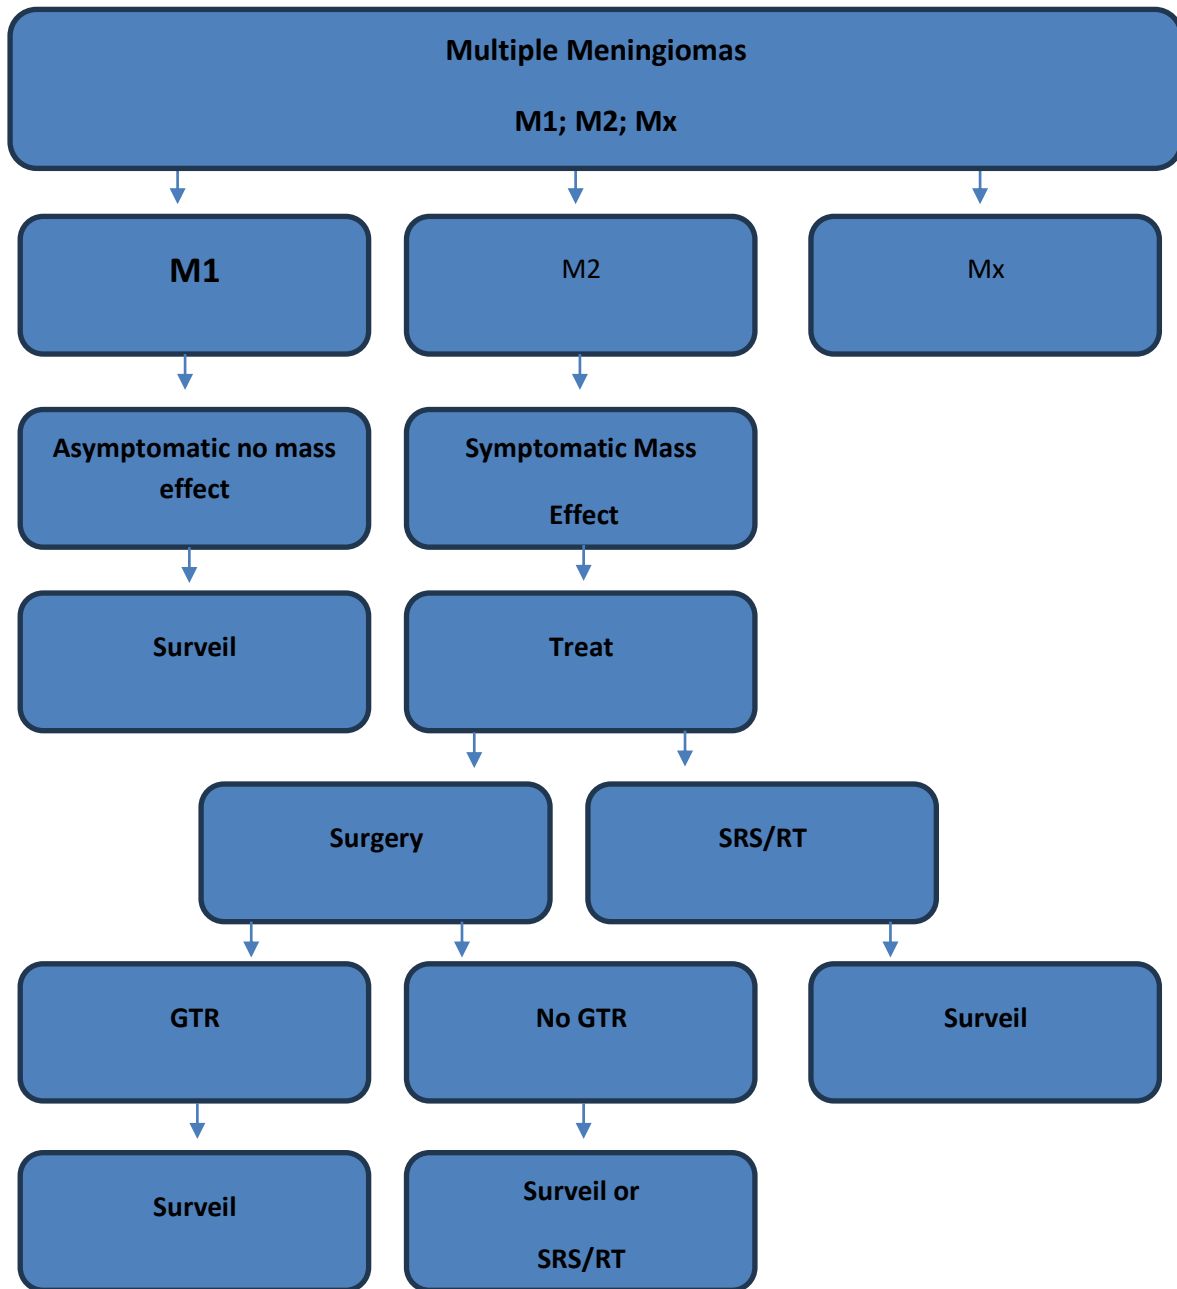 Multiple Meningiomas
M1; M2; Mx
M1
M2
Mx
Asymptomatic no mass
effect
Symptomatic Mass
Effect
Surveil
Treat
Surgery
SRS/RT
GTR
No GTR
Surveil
Surveil
Surveil or
SRS/RT